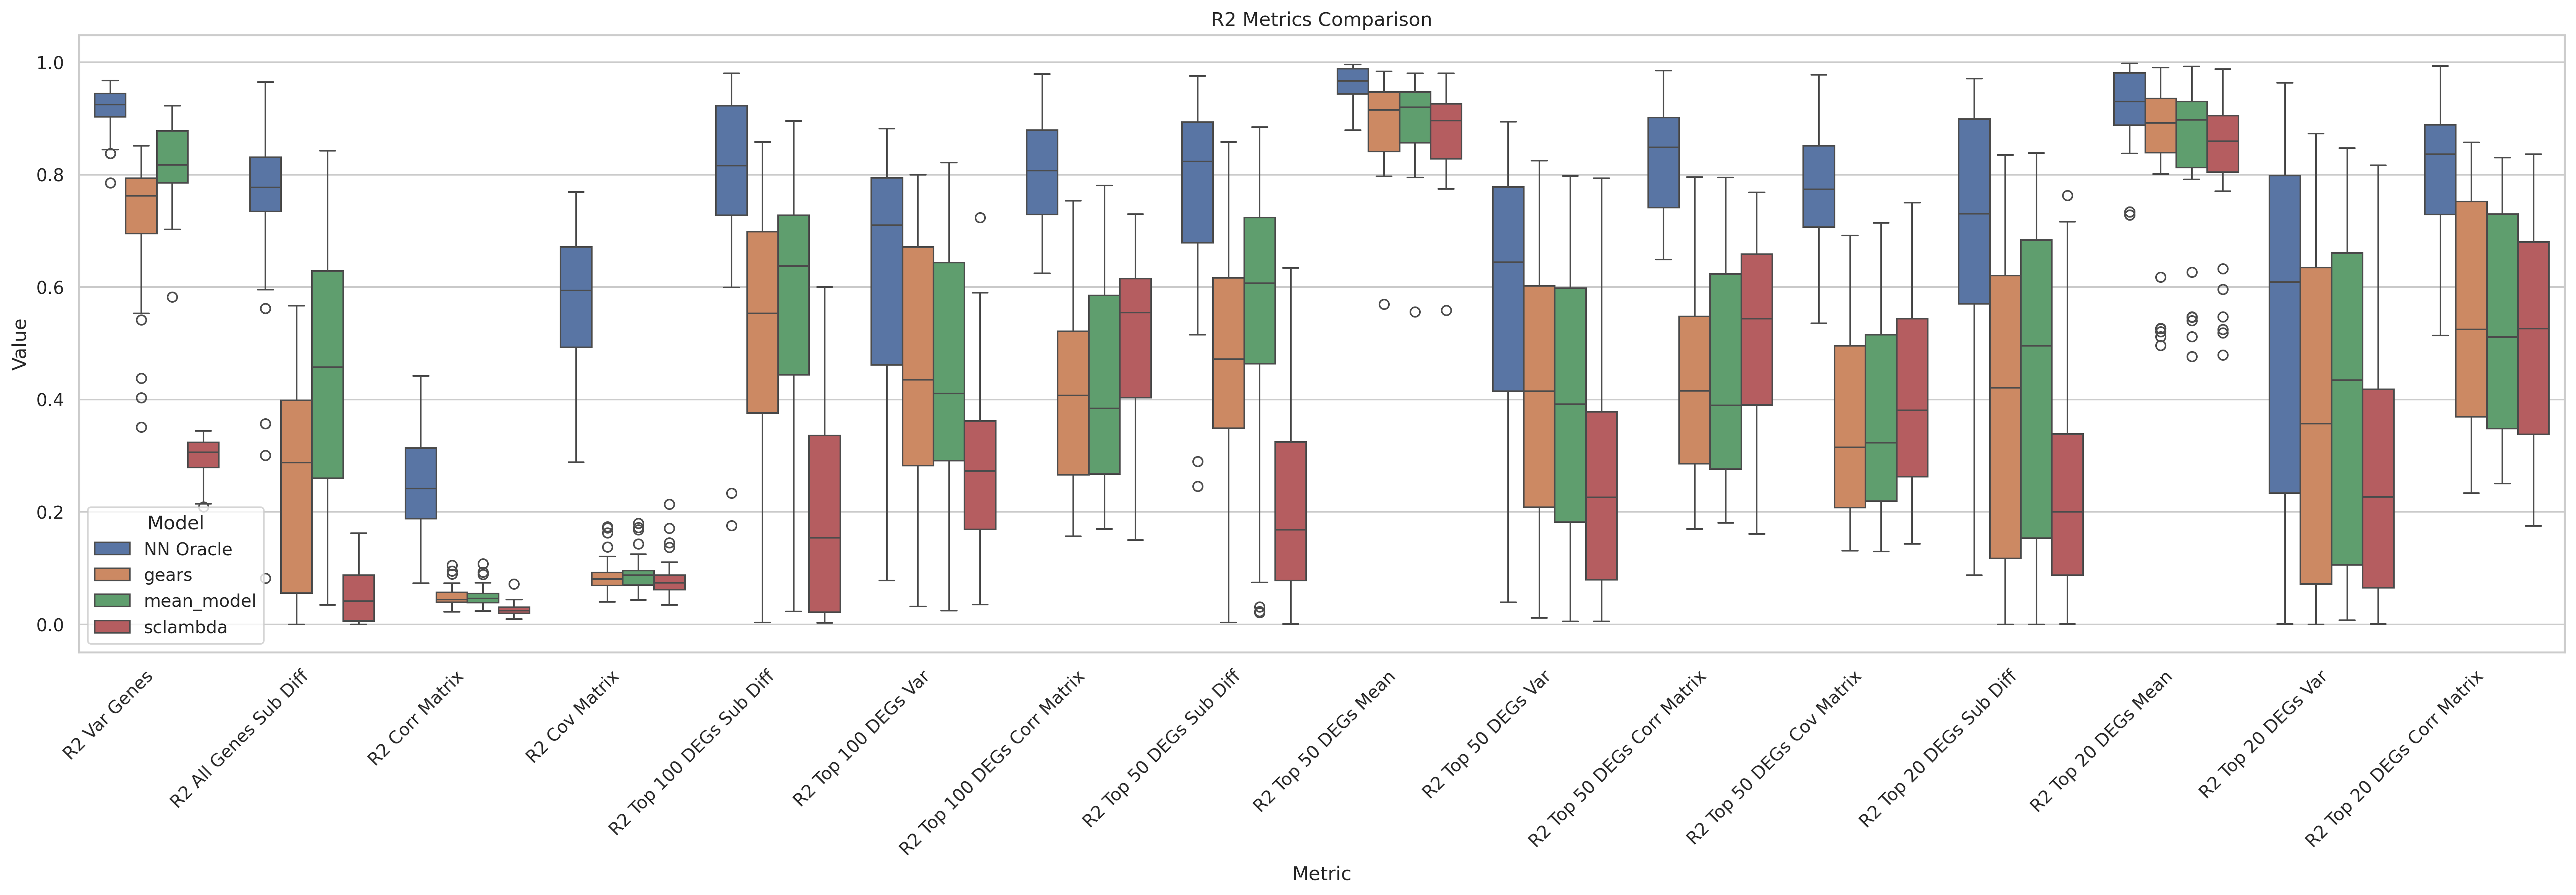 R2 Metrics Comparison
Value
1.0
0.8
0.6
0.4
0.2
0.0
Model
NN Oracle
gears
mean_model
sclambda
R2 Var Genes
R2 All Genes Sub Diff
R2 Corr Matrix
R2 Cov Matrix
R2 Top 100 DEGs Sub Diff
R2 Top 100 DEGs Var
R2 Top 100 DEGs Corr Matrix
R2 Top 50 DEGs Sub Diff
R2 Top 50 DEGs Mean
R2 Top 50 DEGs Var
R2 Top 50 DEGs Corr Matrix
R2 Top 50 DEGs Cov Matrix
R2 Top 20 DEGs Sub Diff
R2 Top 20 DEGs Mean
R2 Top 20 DEGs Var
R2 Top 20 DEGs Corr Matrix
Metric